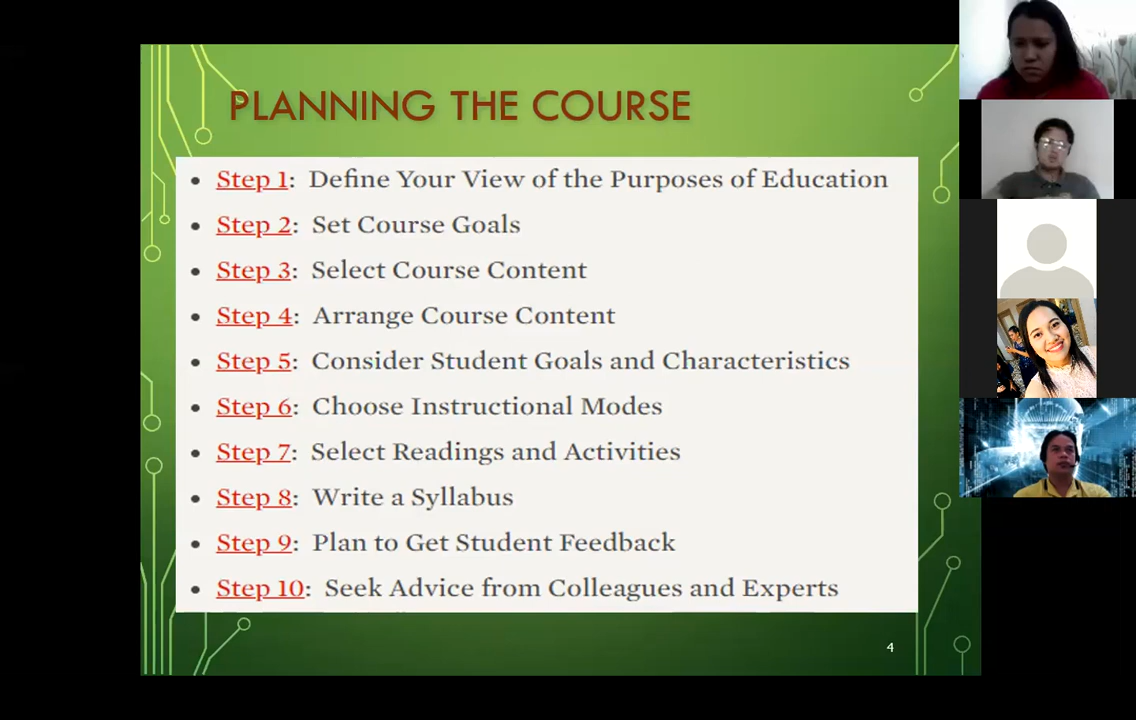 PLANNING THE COURSE
• Step 1: Define Your View of the Purposes of Education
• Step 2: Set Course Goals
• Step 3: Select Course Content
• Step 4: Arrange Course Content
• Step 5: Consider Student Goals and Characteristics
• Step 6: Choose Instructional Modes
• Step 7: Select Readings and Activities
• Step 8: Write a Syllabus
• Step 9: Plan to Get Student Feedback
• Step 10: Seek Advice from Colleagues and Experts
4